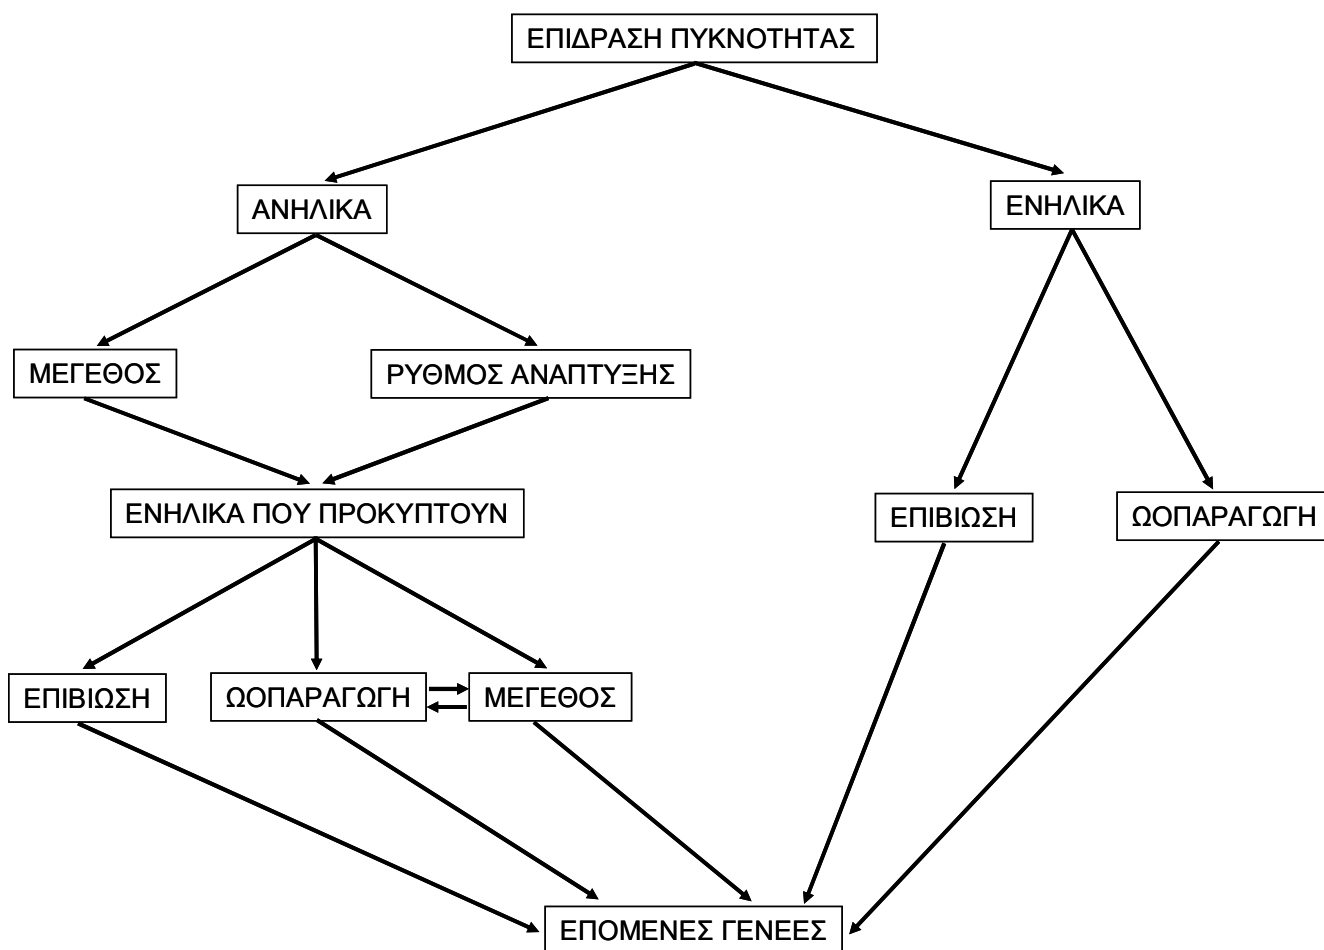 ΕΠΙΔΡΑΣΗ ΠΥΚΝΟΤΗΤΑΣ
ΑΝΗΛΙΚΑ
ΕΝΗΛΙΚΑ
ΜΕΓΕΘΟΣ
ΡΥΘΜΟΣ ΑΝΑΠΤΥΞΗΣ
ΕΝΗΛΙΚΑ ΠΟΥ ΠΡΟΚΥΠΤΟΥΝ
ΕΠΙΒΙΩΣΗ
ΩΟΠΑΡΑΓΩΓΗ
ΕΠΙΒΙΩΣΗ
ΩΟΠΑΡΑΓΩΓΗ
ΜΕΓΕΘΟΣ
ΕΠΟΜΕΝΕΣ ΓΕΝΕΕΣ